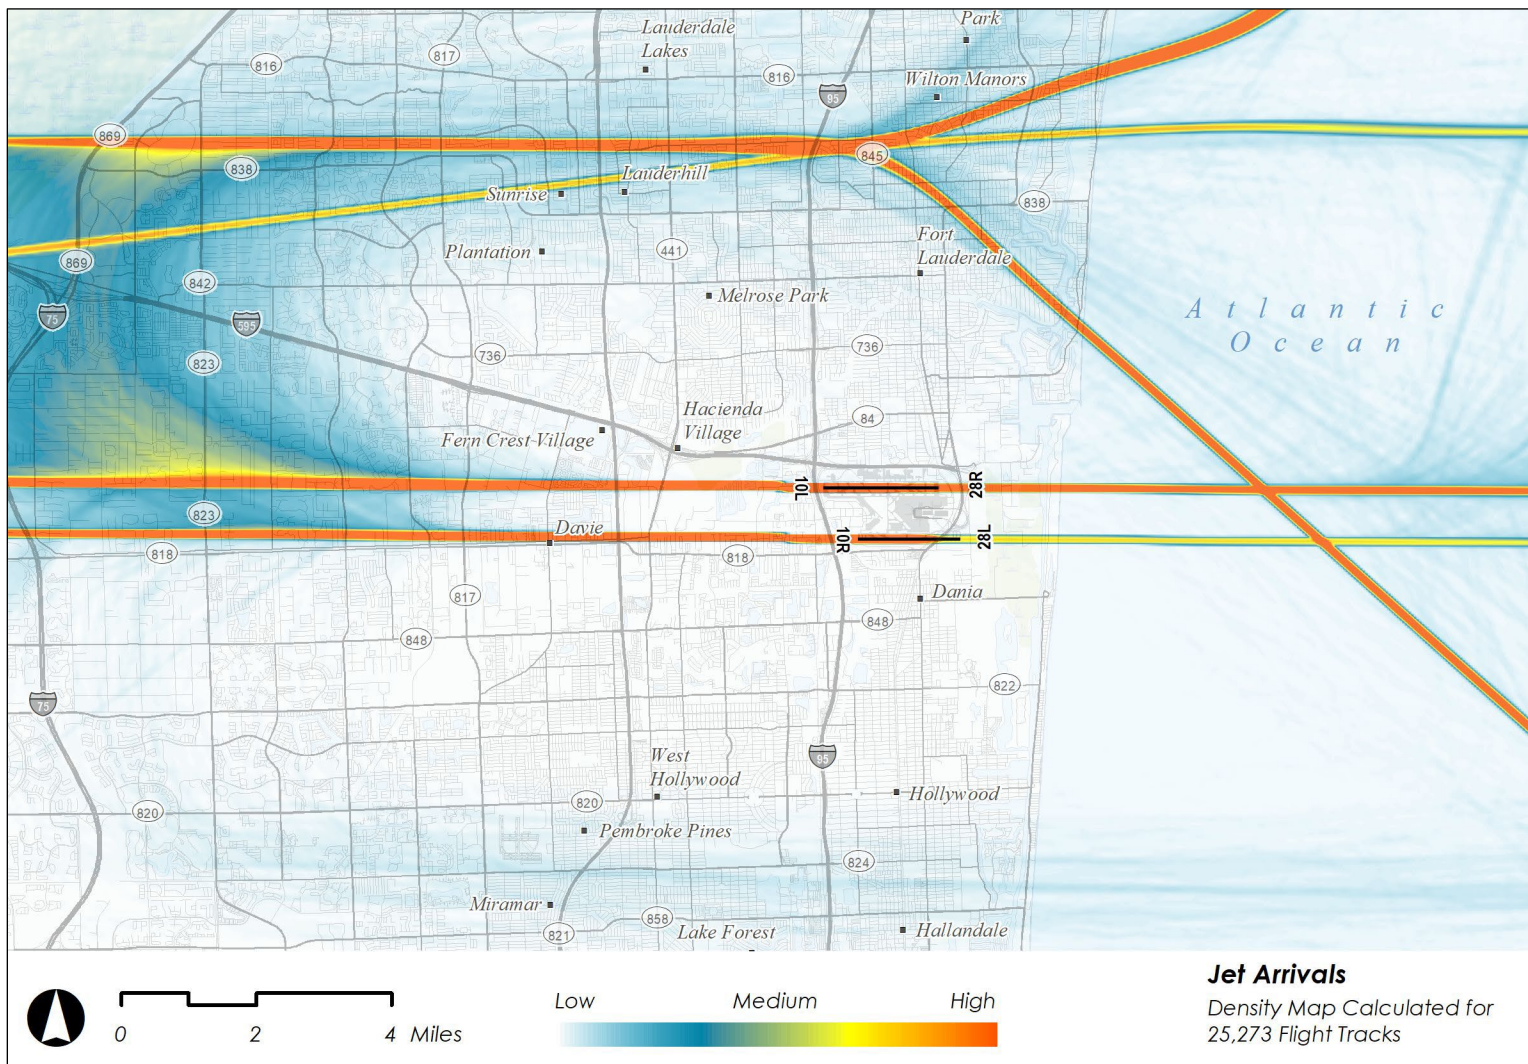 Park
Lauderdale
Lakes
817
816
816
Wilton Manors
95
869
845
838
Lauderhill
Sunrise
838
Fort
Lauderdale
Plantation
441
869
842
Melrose Park
Atlantic
Ocean
75
595
736
736
823
Hacienda
Village
84
Fern Crest Village
10L
28R
823
Davie
10R
28L
818
818
Dania
817
848
848
822
75
West
Hollywood
95
820
820
Hollywood
Pembroke Pines
824
Miramar
858
821
Lake Forest
Hallandale
Jet Arrivals
Density Map Calculated for
25,273 Flight Tracks
Low Medium High
0 2 4 Miles